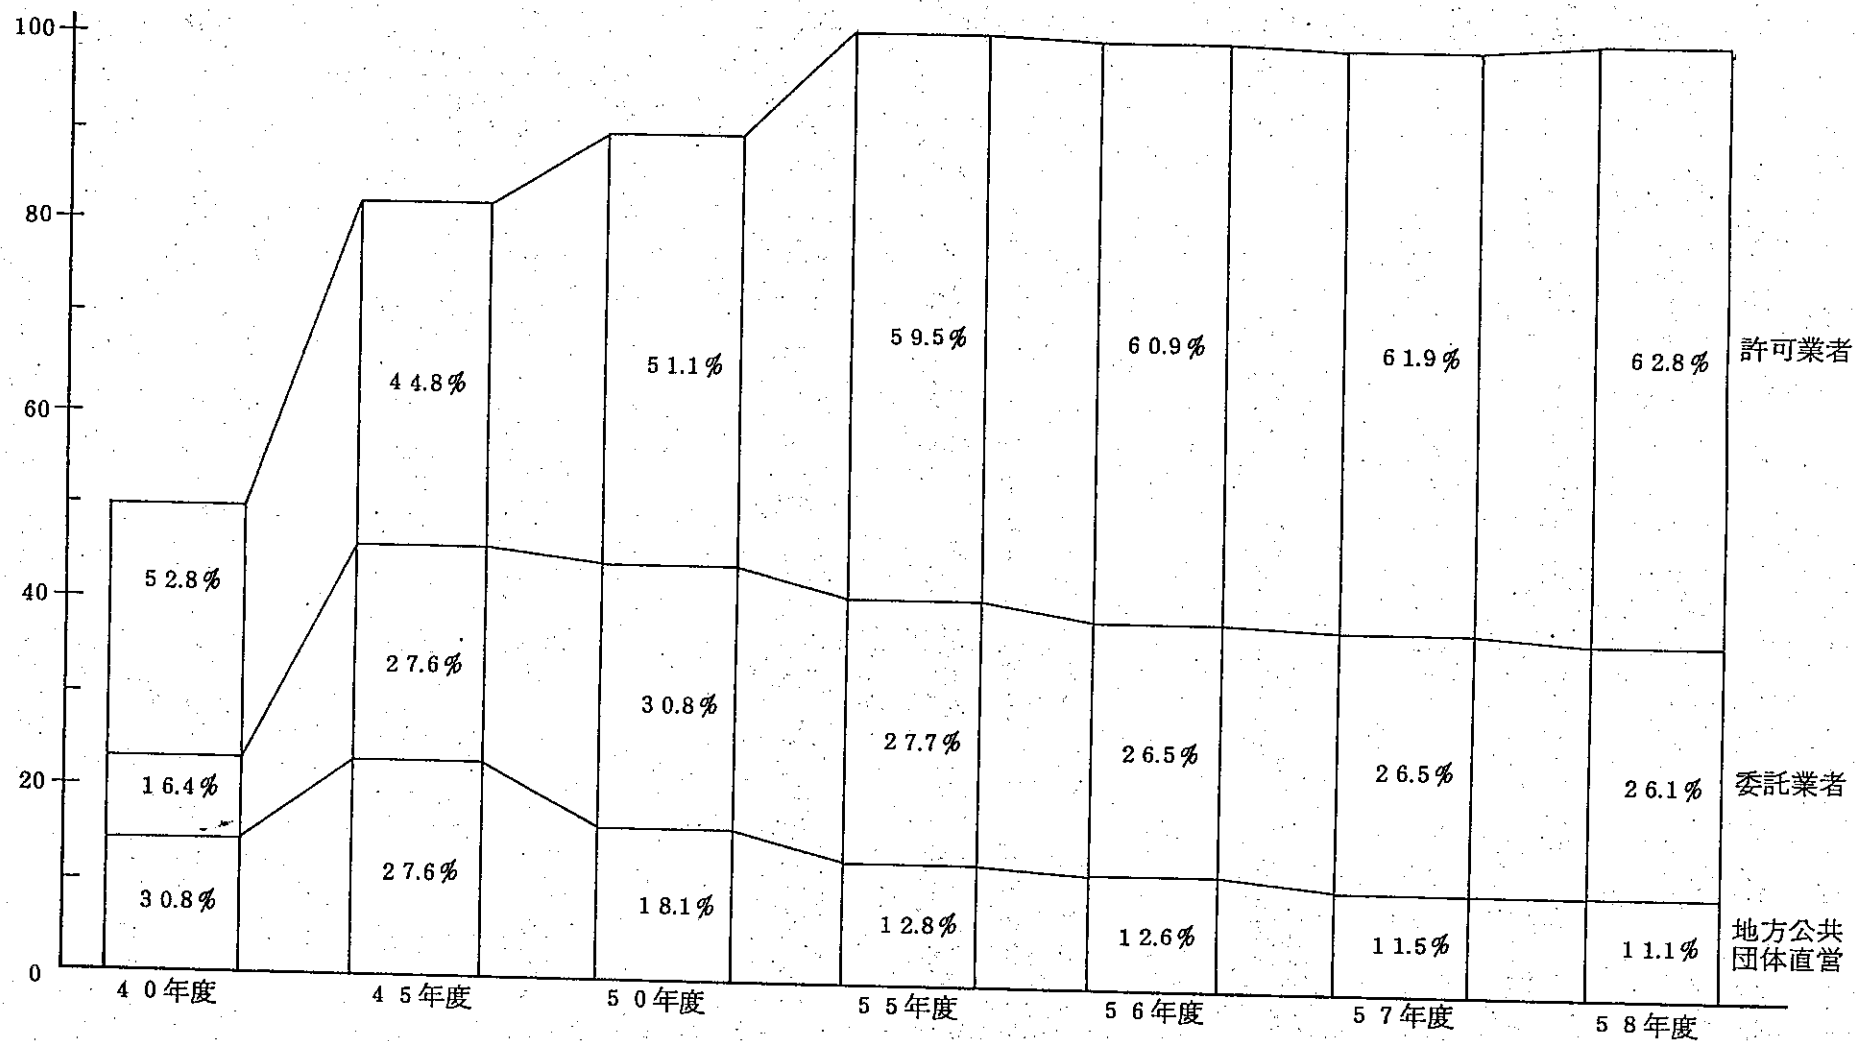 100
80
60
40
20
0
52.8%
16.4%
30.8%
44.8%
27.6%
27.6%
51.1%
30.8%
18.1%
59.5%
27.7%
12.8%
60.9%
26.5%
12.6%
61.9%
26.5%
11.5%
62.8%
26.1%
11.1%
許可業者
委託業者
地方公共
団体直営
40年度
45年度
50年度
55年度
56年度
57年度
58年度